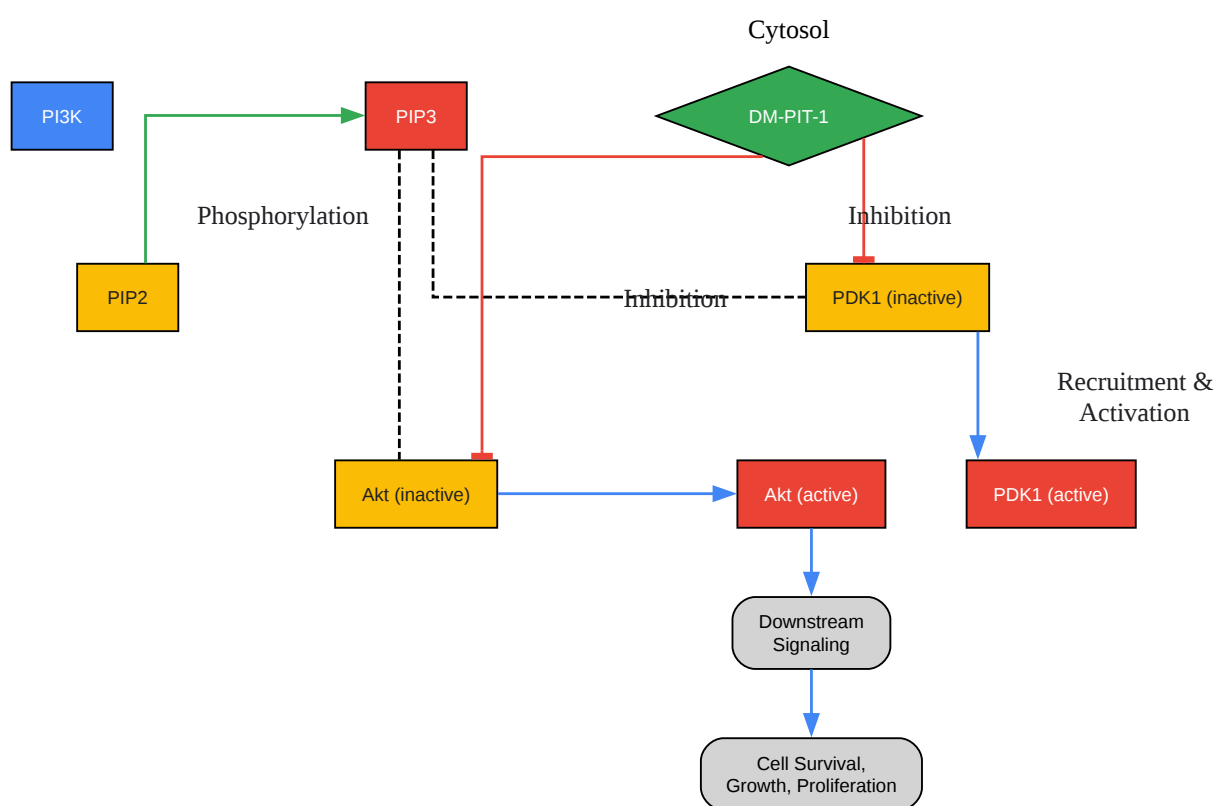 Cytosol
PI3K
PIP3
DM-PIT-1
Phosphorylation
Inhibition
PIP2
Inhibition
PDK1 (inactive)
Recruitment &
Activation
Akt (inactive)
Akt (active)
PDK1 (active)
Downstream
Signaling
Cell Survival,
Growth, Proliferation